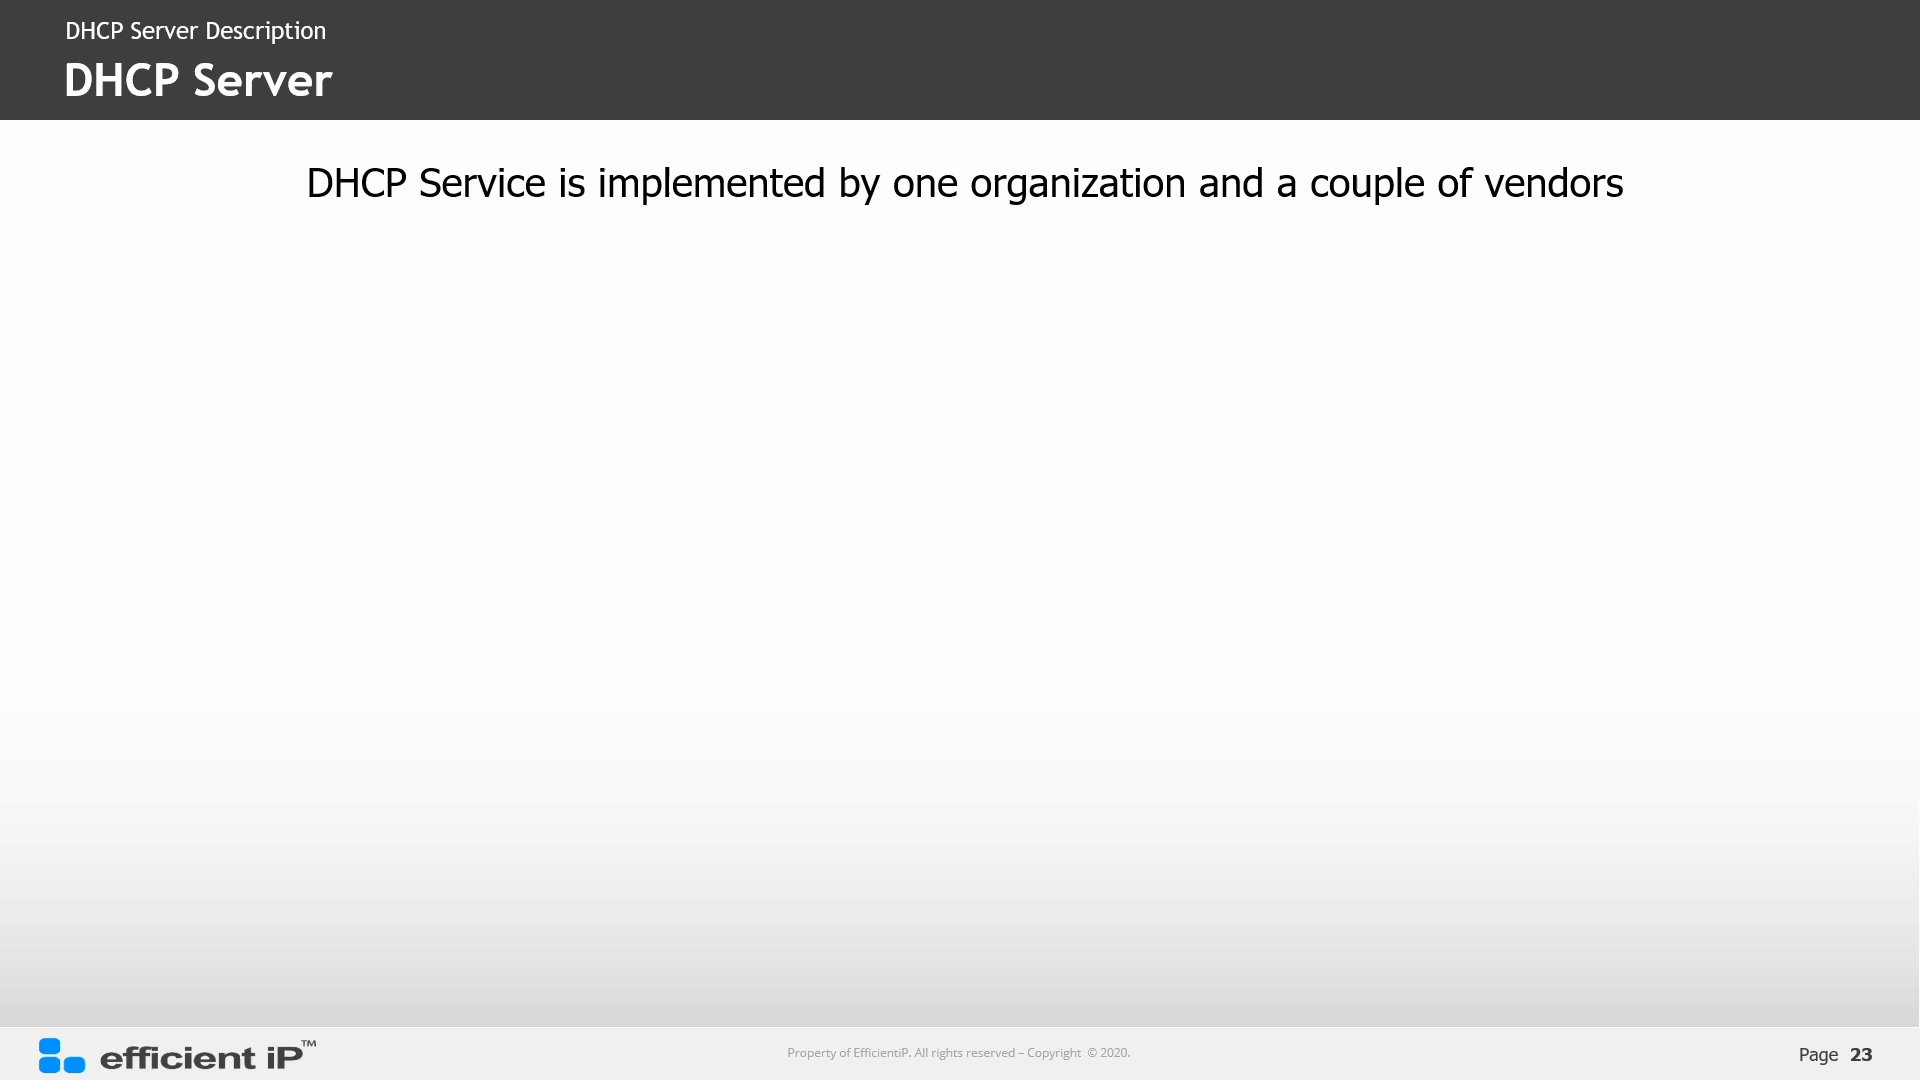 DHCP Server Description
DHCP Server
DHCP Service is implemented by one organization and a couple of vendors
efficient iP™
Property of EfficientiP. All rights reserved – Copyright © 2020.
Page 23